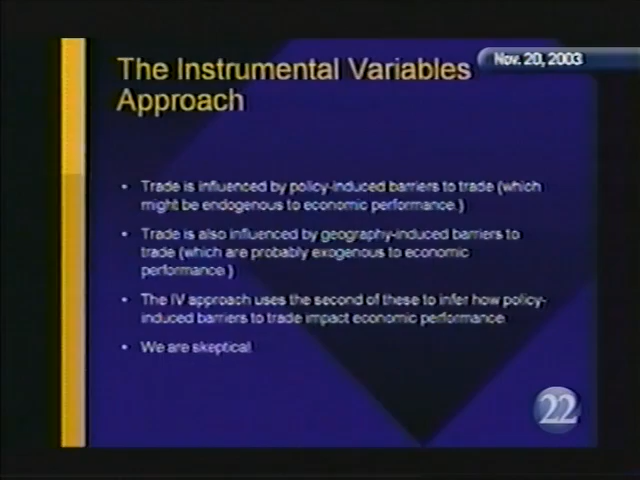 The Instrumental Variables
Approach
Nov. 20, 2003
• Trade is influenced by policy-induced barriers to trade (which
might be endogenous to economic performance.)
• Trade is also influenced by geography-induced barriers to
trade (which are probably exogenous to economic
performance.)
• The IV approach uses the second of these to infer how policy-
induced barriers to trade impact economic performance
• We are skeptical.
22